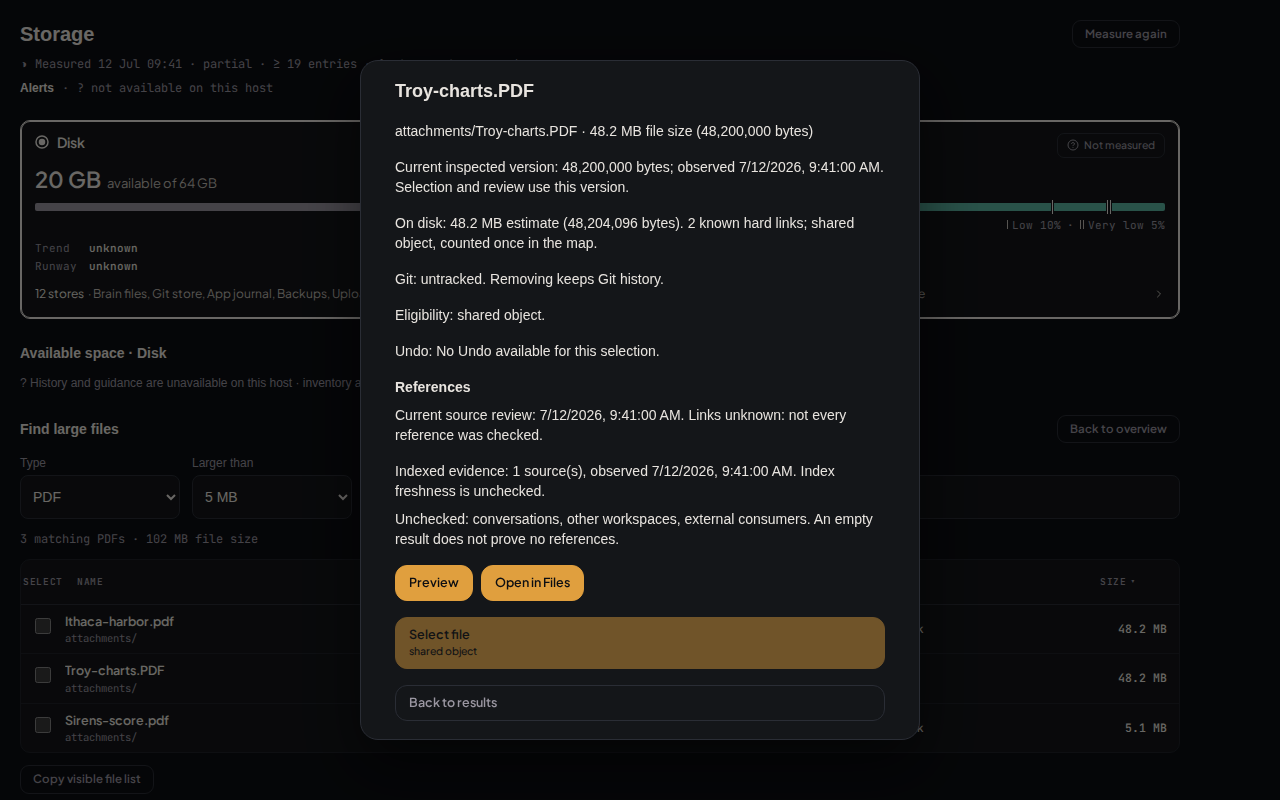 Storage
Measure again
Measured 12 Jul 09:41 · partial · ≥ 19 entries
Alerts · ? not available on this host
Disk
Not measured
20 GB available of 64 GB
Low 10% · Very low 5%
Trend unknown
Runway unknown
12 stores · Brain files, Git store, App journal, Backups, Uplo
Available space · Disk
? History and guidance are unavailable on this host · inventory a
Find large files
Back to overview
Type
Larger than
PDF
5 MB
3 matching PDFs · 102 MB file size
SELECT NAME
SIZE
Ithaca-harbor.pdf
attachments/
48.2 MB
Troy-charts.PDF
attachments/
48.2 MB
Sirens-score.pdf
attachments/
5.1 MB
Copy visible file list
Troy-charts.PDF
attachments/Troy-charts.PDF · 48.2 MB file size (48,200,000 bytes)
Current inspected version: 48,200,000 bytes; observed 7/12/2026, 9:41:00 AM.
Selection and review use this version.
On disk: 48.2 MB estimate (48,204,096 bytes). 2 known hard links; shared
object, counted once in the map.
Git: untracked. Removing keeps Git history.
Eligibility: shared object.
Undo: No Undo available for this selection.
References
Current source review: 7/12/2026, 9:41:00 AM. Links unknown: not every
reference was checked.
Indexed evidence: 1 source(s), observed 7/12/2026, 9:41:00 AM. Index
freshness is unchecked.
Unchecked: conversations, other workspaces, external consumers. An empty
result does not prove no references.
Preview
Open in Files
Select file
shared object
Back to results